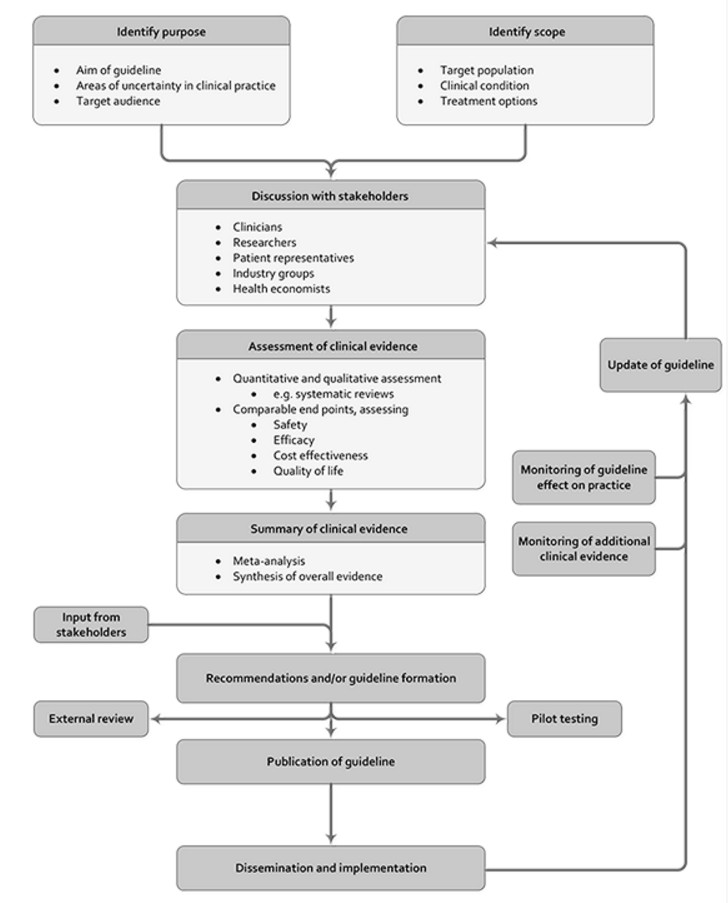 Identify purpose
Aim of guideline
Areas of uncertainty in clinical practice
Target audience
Identify scope
Target population
Clinical condition
Treatment options
Discussion with stakeholders
Clinicians
Researchers
Patient representatives
Industry groups
Health economists
Assessment of clinical evidence
Quantitative and qualitative assessment
e.g. systematic reviews
Comparable end points, assessing
Safety
Efficacy
Cost effectiveness
Quality of life
Update of guideline
Monitoring of guideline
effect on practice
Summary of clinical evidence
Meta-analysis
Synthesis of overall evidence
Monitoring of additional
clinical evidence
Input from
stakeholders
Recommendations and/or guideline formation
External review
Pilot testing
Publication of guideline
Dissemination and implementation